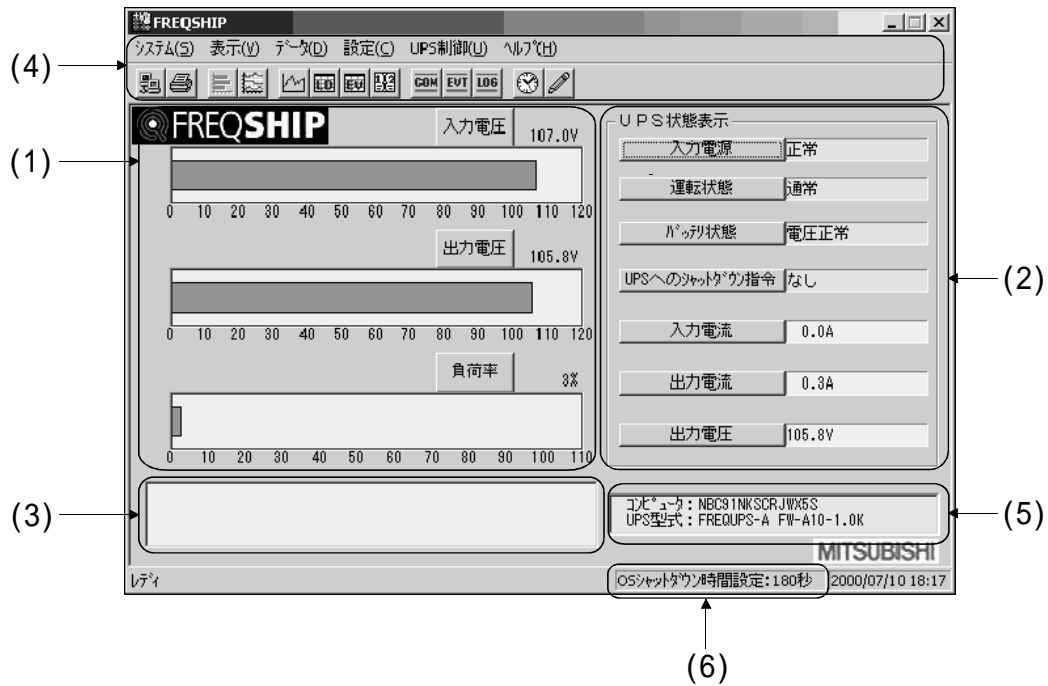 FREQSHIP
ｼｽﾃﾑ(S) 表示(V) ﾃﾞｰﾀ(D) 設定(C) UPS制御(U) ﾍﾙﾌﾟ(H)
(4)
ED EV COM EVT LOG
FREQSHIP
(1)
入力電圧 107.0V
0 10 20 30 40 50 60 70 80 90 100 110 120
出力電圧 105.8V
0 10 20 30 40 50 60 70 80 90 100 110 120
負荷率 3%
0 10 20 30 40 50 60 70 80 90 100 110
UPS状態表示
入力電源 正常
運転状態 通常
ﾊﾞｯﾃﾘ状態 電圧正常
UPSへのｼｬｯﾄﾀﾞｳﾝ指令 なし
(2)
入力電流 0.0A
出力電流 0.3A
出力電圧 105.8V
(3)
ｺﾝﾋﾟｭｰﾀ：NBC91NKSCRJWX5S
UPS型式：FREQUPS-A FW-A10-1.0K
(5)
MITSUBISHI
ﾚﾃﾞｨ
OSｼｬｯﾄﾀﾞｳﾝ時間設定:180秒 2000/07/10 18:17
(6)